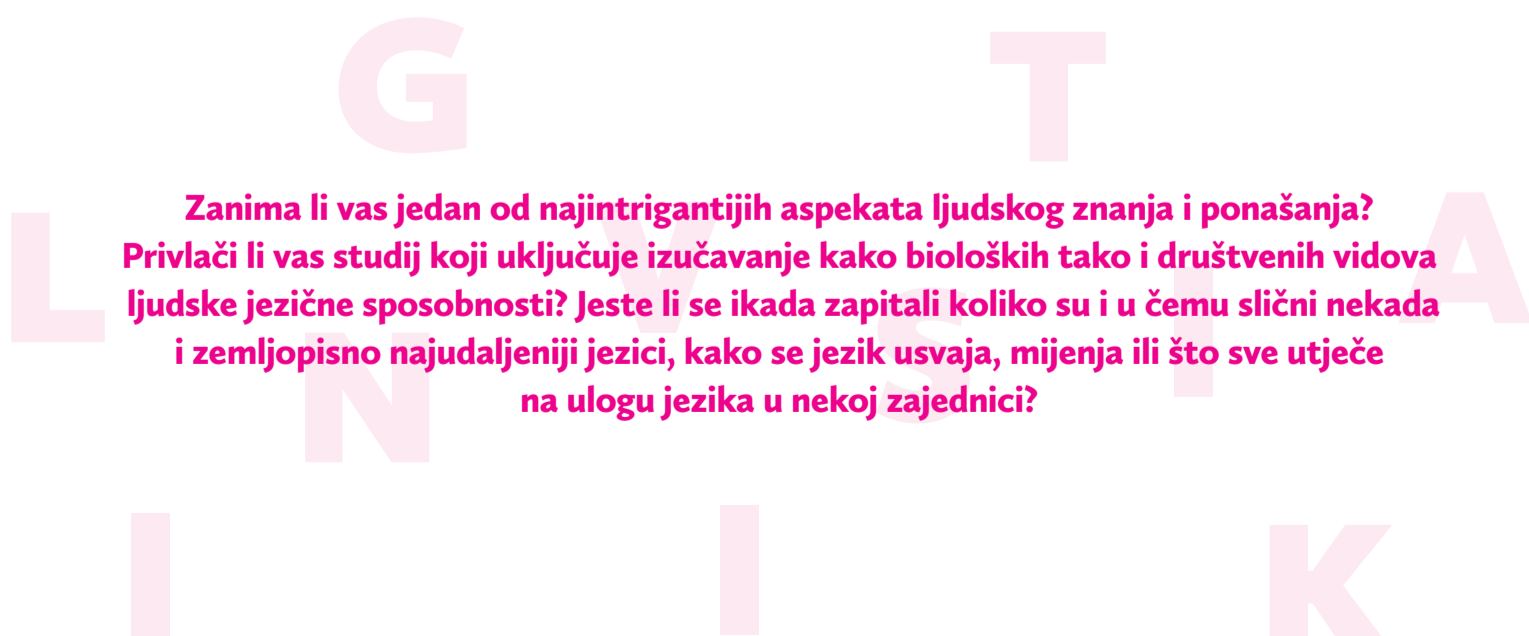 G T
Zanima li vas jedan od najintrigantijih aspekata ljudskog znanja i ponašanja?
Privlači li vas studij koji uključuje izučavanje kako bioloških tako i društvenih vidova
ljudske jezične sposobnosti? Jeste li se ikada zapitali koliko su i u čemu slični nekada
i zemljopisno najudaljeniji jezici, kako se jezik usvaja, mijenja ili što sve utječe
na ulogu jezika u nekoj zajednici?
L V A
N S I
I I K